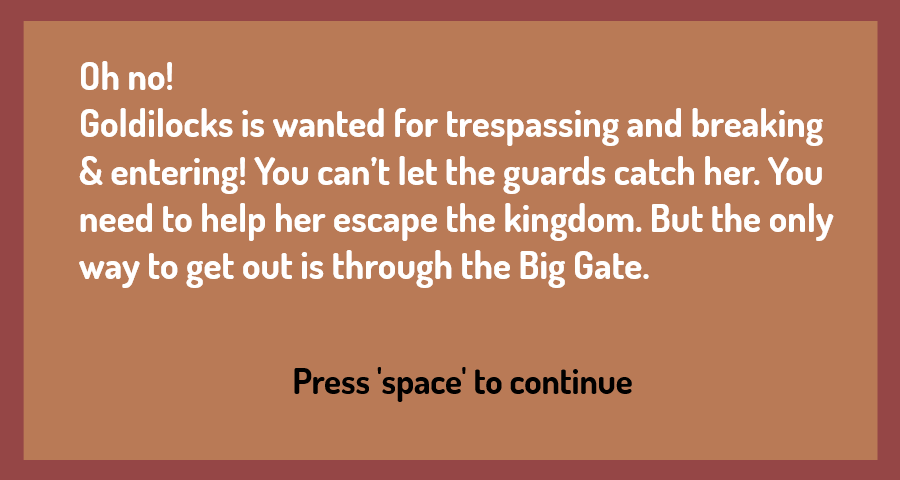 Oh no!
Goldilocks is wanted for trespassing and breaking
& entering! You can’t let the guards catch her. You
need to help her escape the kingdom. But the only
way to get out is through the Big Gate.
Press 'space' to continue